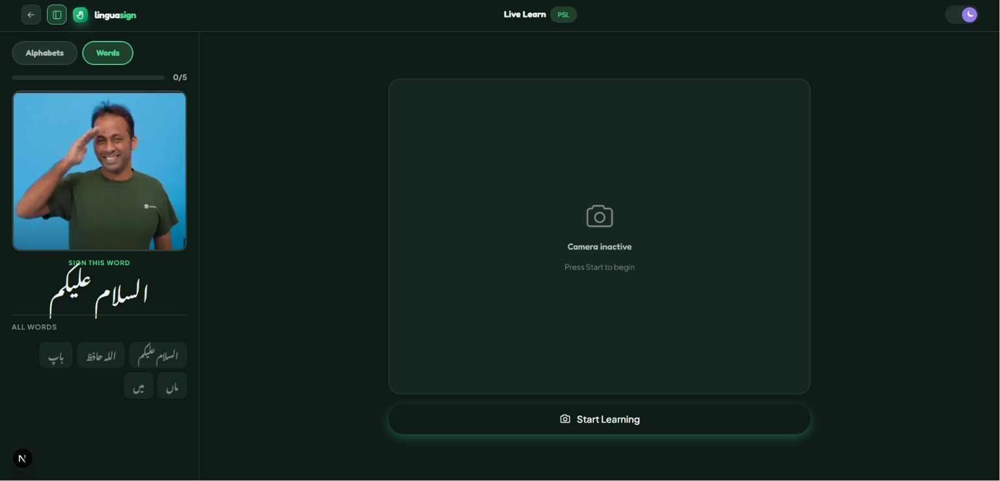 linguasign
Live Learn PSL
Alphabets Words
0/5
SIGN THIS WORD
السلام علیکم
ALL WORDS
السلام علیکم اللہ حافظ باپ
ماں میں
Camera inactive
Press Start to begin
Start Learning
N